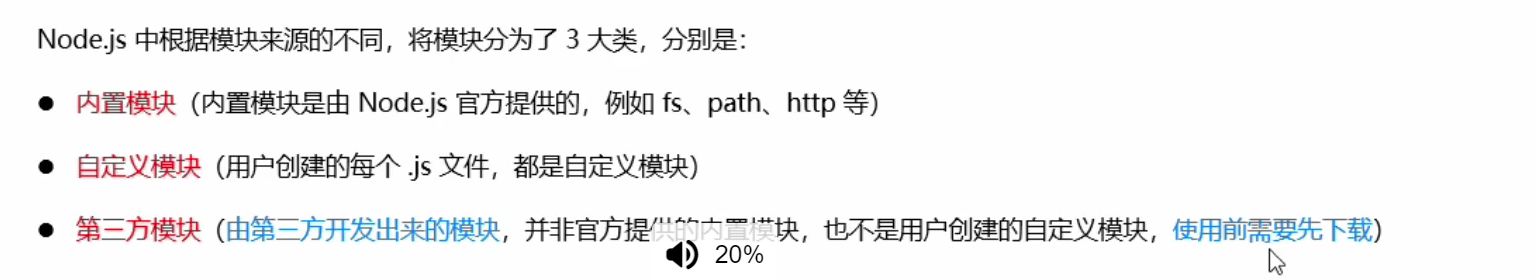 Node.js 中根据模块来源的不同，将模块分为了 3 大类，分别是：
● 内置模块（内置模块是由 Node.js 官方提供的，例如 fs、path、http 等）
● 自定义模块（用户创建的每个 .js 文件，都是自定义模块）
● 第三方模块（由第三方开发出来的模块，并非官方提供的内置模块，也不是用户创建的自定义模块，使用前需要先下载）
20%